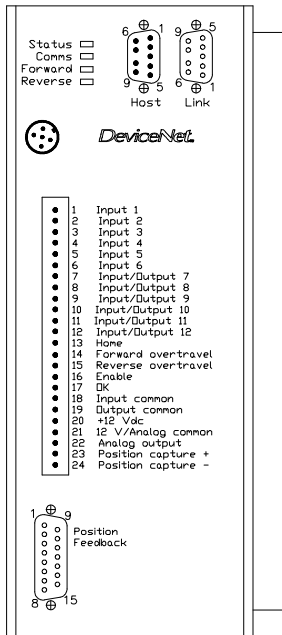 6 1 9 5
Status
Comms
Forward
Reverse
9 5 6 1
Host Link
DeviceNet.
1 Input 1
2 Input 2
3 Input 3
4 Input 4
5 Input 5
6 Input 6
7 Input/Output 7
8 Input/Output 8
9 Input/Output 9
10 Input/Output 10
11 Input/Output 11
12 Input/Output 12
13 Home
14 Forward overtravel
15 Reverse overtravel
16 Enable
17 OK
18 Input common
19 Output common
20 +12 Vdc
21 12 V/Analog common
22 Analog output
23 Position capture +
24 Position capture -
1 9
Position
Feedback
8 15